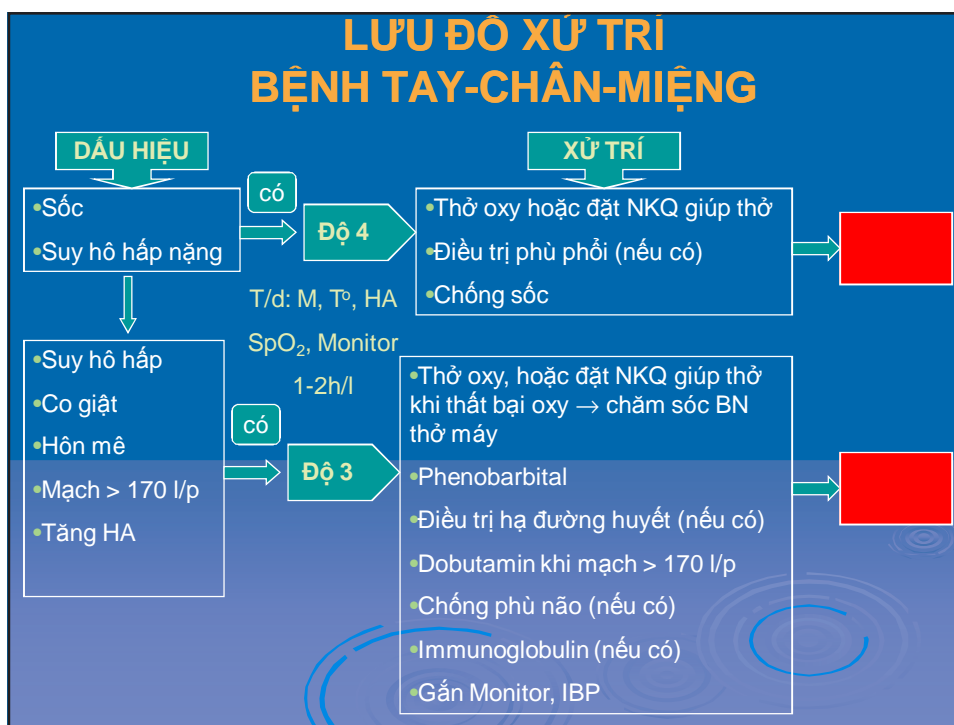 LƯU ĐỒ XỬ TRÍ
BỆNH TAY-CHÂN-MIỆNG
DẤU HIỆU
XỬ TRÍ
•Sốc
•Suy hô hấp nặng
có
Độ 4
•Thở oxy hoặc đặt NKQ giúp thở
•Điều trị phù phổi (nếu có)
•Chống sốc
T/d: M, Tᵒ, HA
SpO₂, Monitor
1-2h/l
•Suy hô hấp
•Co giật
•Hôn mê
•Mạch > 170 l/p
•Tăng HA
có
Độ 3
•Thở oxy, hoặc đặt NKQ giúp thở
khi thất bại oxy → chăm sóc BN
thở máy
•Phenobarbital
•Điều trị hạ đường huyết (nếu có)
•Dobutamin khi mạch > 170 l/p
•Chống phù não (nếu có)
•Immunoglobulin (nếu có)
•Gắn Monitor, IBP